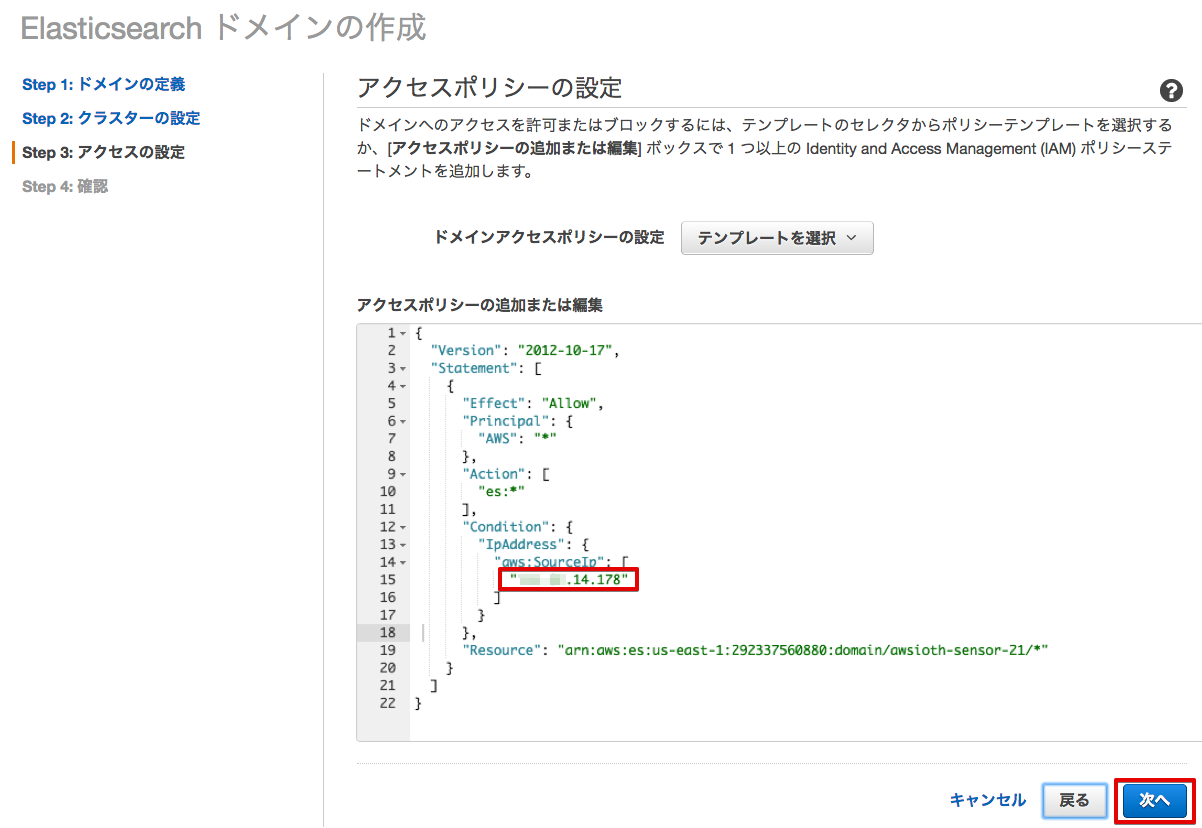 Elasticsearch ドメインの作成
Step 1: ドメインの定義
Step 2: クラスターの設定
Step 3: アクセスの設定
Step 4: 確認
アクセスポリシーの設定
?
ドメインへのアクセスを許可またはブロックするには、テンプレートのセレクタからポリシーテンプレートを選択する
か、[アクセスポリシーの追加または編集] ボックスで 1 つ以上の Identity and Access Management (IAM) ポリシーステ
ートメントを追加します。
ドメインアクセスポリシーの設定 テンプレートを選択
アクセスポリシーの追加または編集
1 {
2 "Version": "2012-10-17",
3 "Statement": [
4 {
5 "Effect": "Allow",
6 "Principal": {
7 "AWS": "*"
8 },
9 "Action": [
10 "es:*"
11 ],
12 "Condition": {
13 "IpAddress": {
14 "aws:SourceIp": [
15 ".14.178"
16 ]
17 }
18 },
19 "Resource": "arn:aws:es:us-east-1:292337560880:domain/awsioth-sensor-21/*"
20 }
21 ]
22 }
キャンセル 戻る 次へ